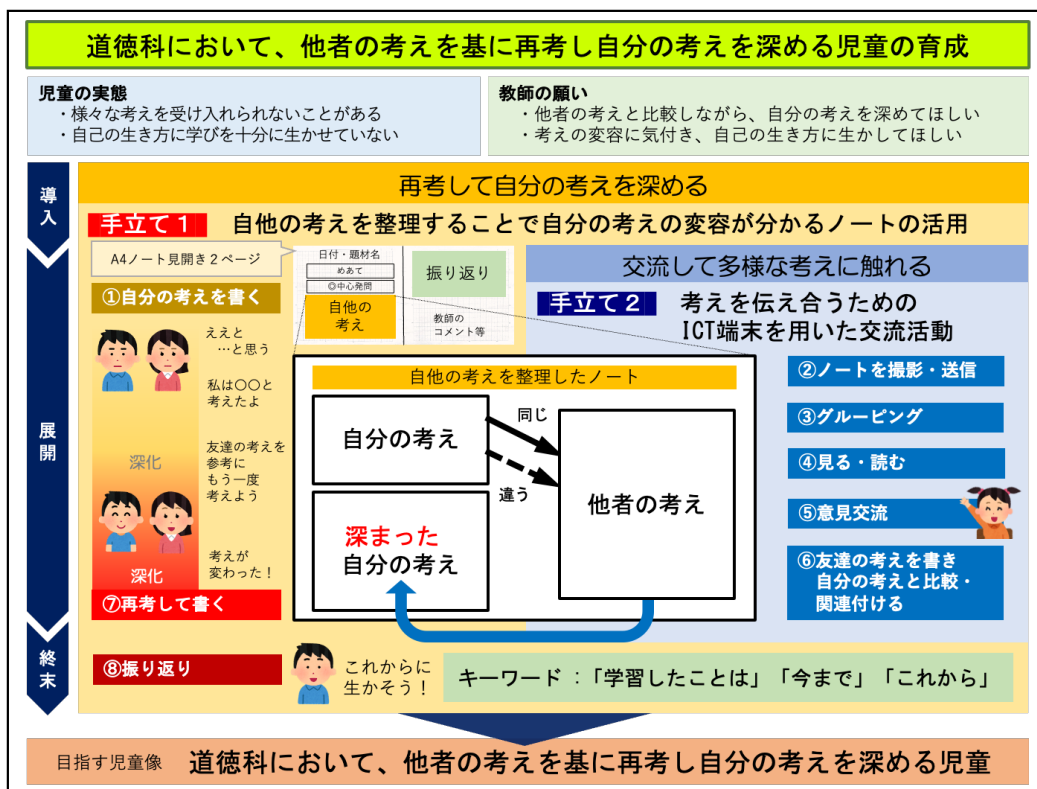 道徳科において、他者の考えを基に再考し自分の考えを深める児童の育成
児童の実態
・様々な考えを受け入れられないことがある
・自己の生き方に学びを十分に生かせていない
教師の願い
・他者の考えと比較しながら、自分の考えを深めてほしい
・考えの変容に気付き、自己の生き方に生かしてほしい
導入
再考して自分の考えを深める
手立て1 自他の考えを整理することで自分の考えの変容が分かるノートの活用
A4ノート見開き2ページ
日付・題材名
めあて
◎中心発問
自他の
考え
振り返り
教師の
コメント等
交流して多様な考えに触れる
手立て2 考えを伝え合うための
ICT端末を用いた交流活動
展開
①自分の考えを書く
ええと
…と思う
私は○○と
考えたよ
深化
友達の考えを
参考に
もう一度
考えよう
深化
考えが
変わった!
⑦再考して書く
自他の考えを整理したノート
自分の考え
同じ
違う
他者の考え
深まった
自分の考え
②ノートを撮影・送信
③グルーピング
④見る・読む
⑤意見交流
⑥友達の考えを書き
自分の考えと比較・
関連付ける
終末
⑧振り返り
これからに
生かそう!
キーワード:「学習したことは」「今まで」「これから」
目指す児童像 道徳科において、他者の考えを基に再考し自分の考えを深める児童